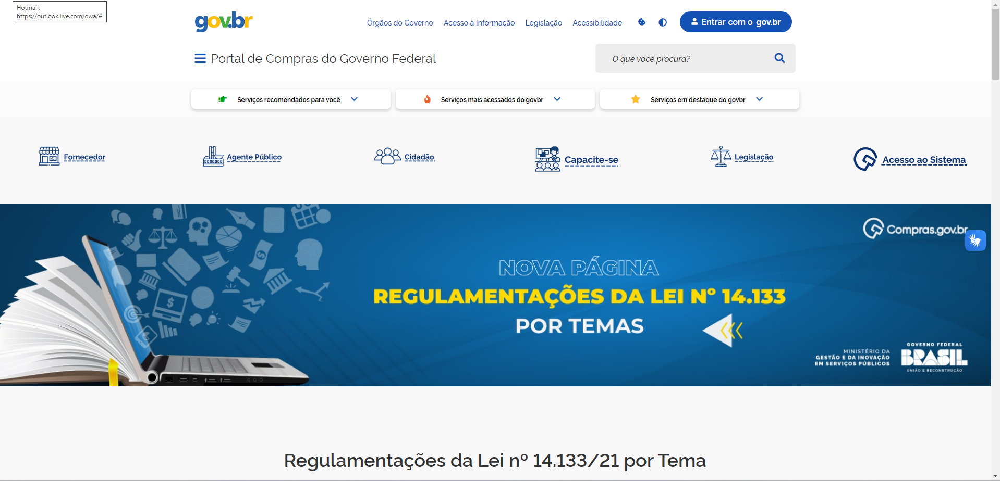 Hotmail.
https://outlook.live.com/owa/#
gov.br
Órgãos do Governo
Acesso à Informação
Legislação
Acessibilidade
Entrar com o gov.br
Portal de Compras do Governo Federal
O que você procura?
Serviços recomendados para você
Serviços mais acessados do govbr
Serviços em destaque do govbr
Fornecedor
Agente Público
Cidadão
Capacite-se
Legislação
Acesso ao Sistema
Compras.gov.br
NOVA PÁGINA
REGULAMENTAÇÕES DA LEI Nº 14.133
POR TEMAS
MINISTÉRIO DA
GESTÃO E DA INOVAÇÃO
EM SERVIÇOS PÚBLICOS
GOVERNO FEDERAL
BRASIL
UNIÃO E RECONSTRUÇÃO
Regulamentações da Lei nº 14.133/21 por Tema